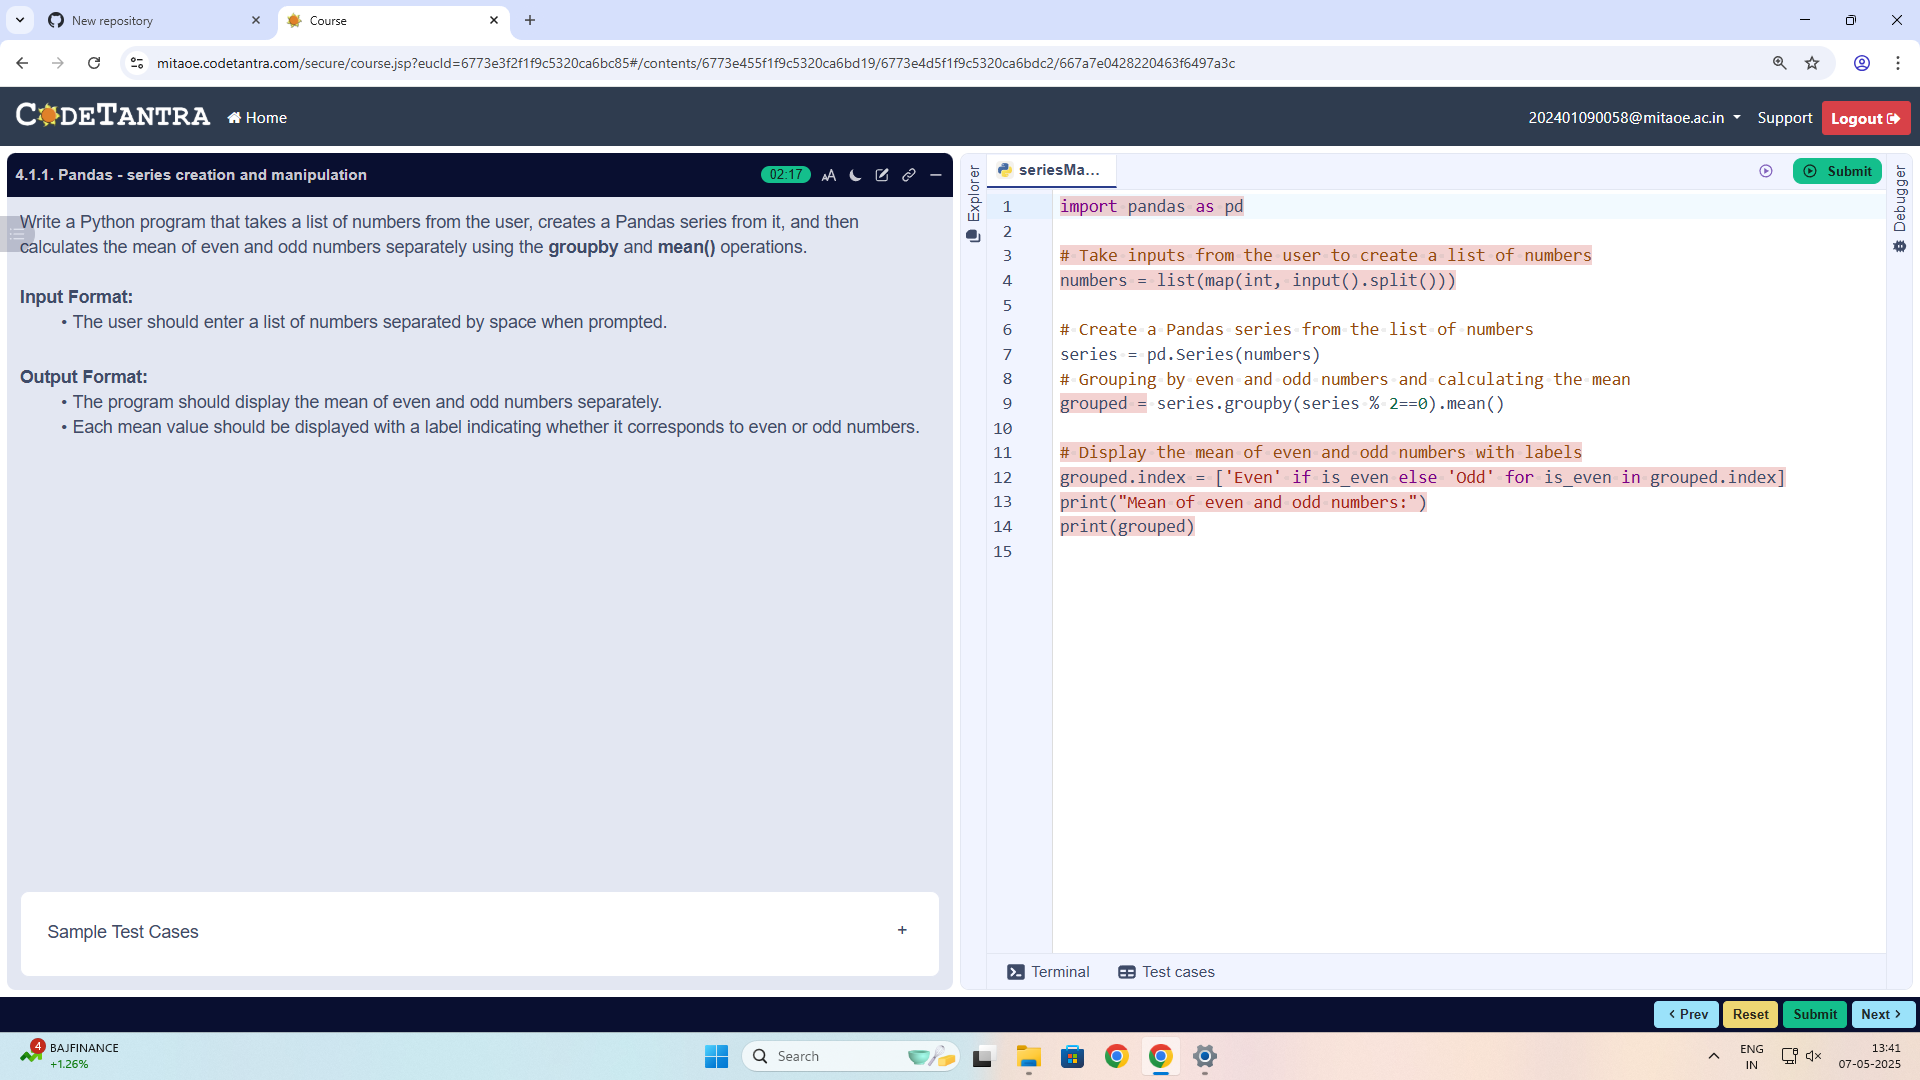 New repository
Course
mitaoe.codetantra.com/secure/course.jsp?eucId=6773e3f2f1f9c5320ca6bc85#/contents/6773e455f1f9c5320ca6bd19/6773e4d5f1f9c5320ca6bdc2/667a7e0428220463f6497a3c
CODETANTRA
Home
202401090058@mitaoe.ac.in
Support
Logout
4.1.1. Pandas - series creation and manipulation
02:17
AA
Write a Python program that takes a list of numbers from the user, creates a Pandas series from it, and then
calculates the mean of even and odd numbers separately using the groupby and mean() operations.
Input Format:
• The user should enter a list of numbers separated by space when prompted.
Output Format:
• The program should display the mean of even and odd numbers separately.
• Each mean value should be displayed with a label indicating whether it corresponds to even or odd numbers.
Sample Test Cases
+
Explorer
seriesMa...
Submit
Debugger
1 import pandas as pd
2
3 # Take inputs from the user to create a list of numbers
4 numbers = list(map(int, input().split()))
5
6 # Create a Pandas series from the list of numbers
7 series = pd.Series(numbers)
8 # Grouping by even and odd numbers and calculating the mean
9 grouped = series.groupby(series % 2==0).mean()
10
11 # Display the mean of even and odd numbers with labels
12 grouped.index = ['Even' if is_even else 'Odd' for is_even in grouped.index]
13 print("Mean of even and odd numbers:")
14 print(grouped)
15
Terminal
Test cases
< Prev
Reset
Submit
Next >
4
BAJFINANCE
+1.26%
Search
ENG
IN
13:41
07-05-2025